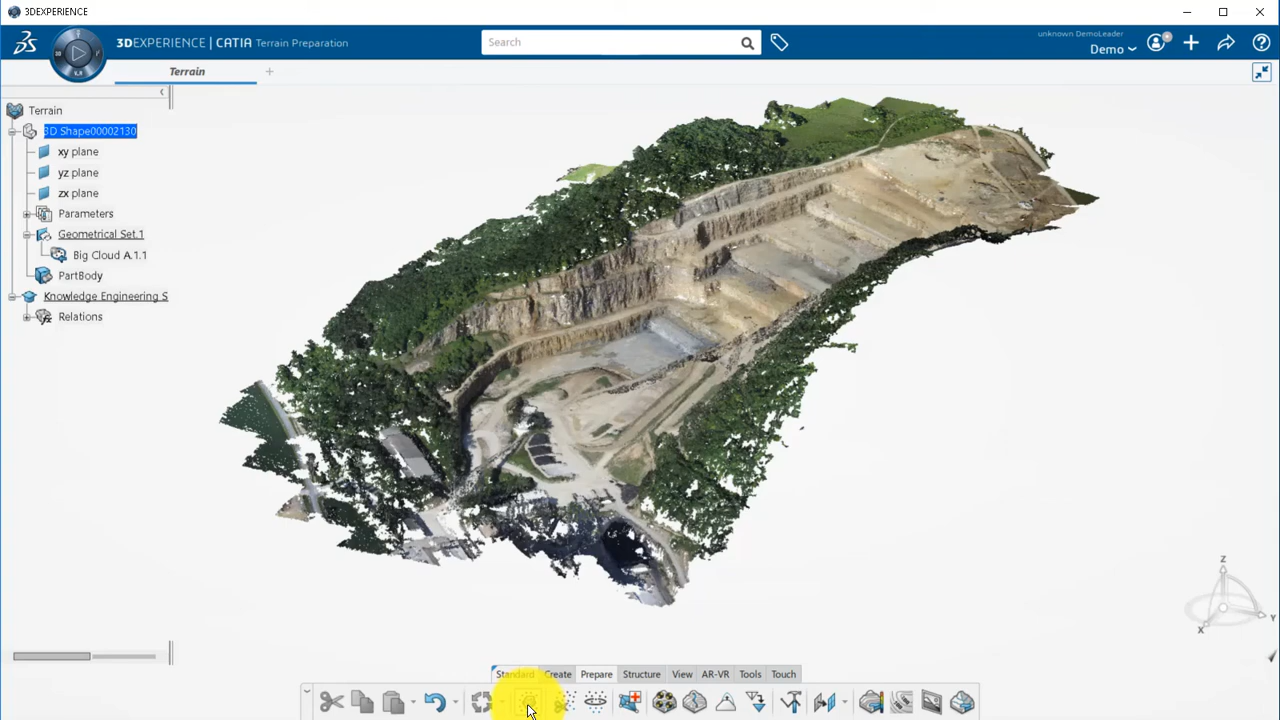 3DEXPERIENCE
3DEXPERIENCE | CATIA Terrain Preparation
Search
unknown DemoLeader
Demo
Terrain
Terrain
3D Shape00002130
xy plane
yz plane
zx plane
Parameters
Geometrical Set.1
Big Cloud A.1.1
PartBody
Knowledge Engineering S
Relations
Z
Y
X
Standard Create Prepare Structure View AR-VR Tools Touch